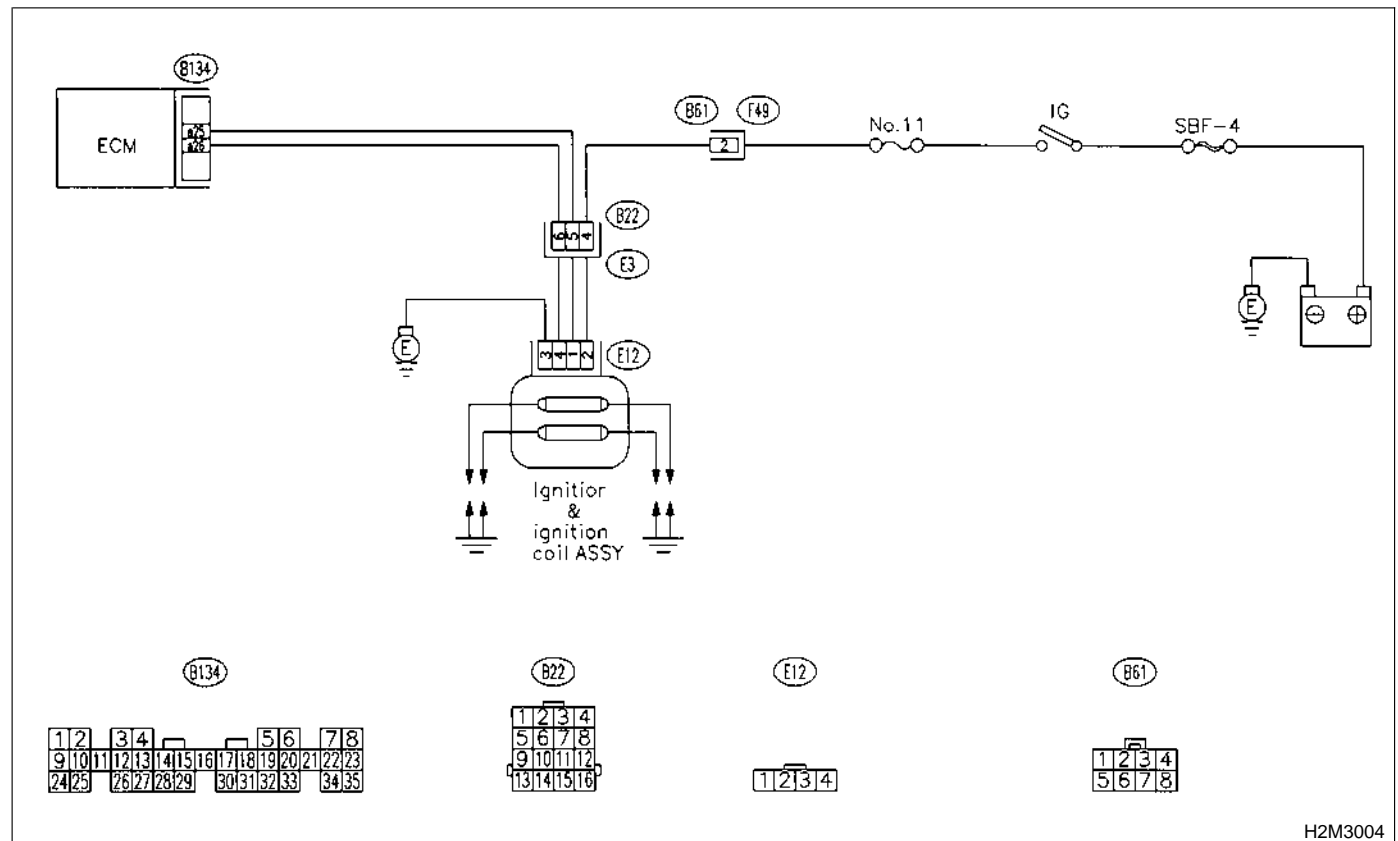 B134
ECM
a25
a26
B61 F49
2
No.11
IG
SBF-4
B22
6 5 4
E3
E
3 4 1 2
E12
E
⊖ ⊕
Ignitior
&
ignition
coil ASSY
B134
B22
E12
B61
1 2 3 4 5 6 7 8
9 10 11 12 13 14 15 16 17 18 19 20 21 22 23
24 25 26 27 28 29 30 31 32 33 34 35
1 2 3 4
5 6 7 8
9 10 11 12
13 14 15 16
1 2 3 4
1 2 3 4
5 6 7 8
H2M3004